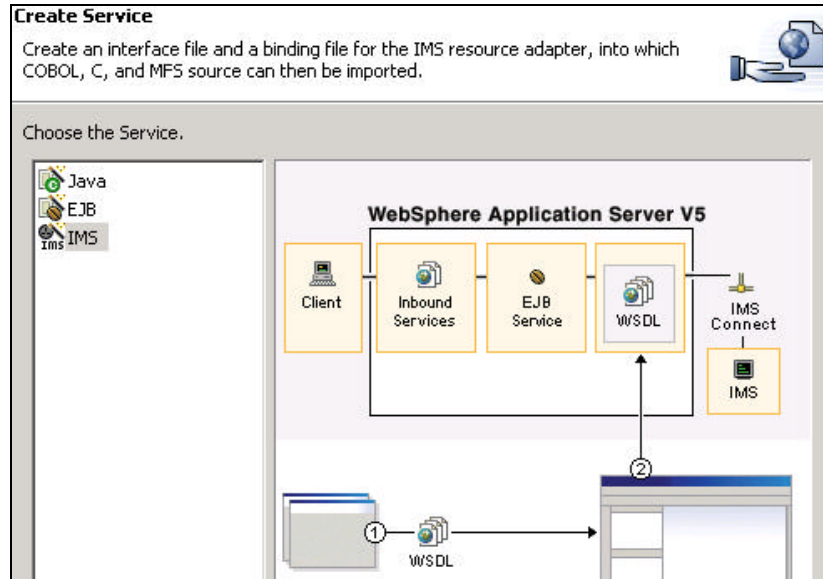 Create Service
Create an interface file and a binding file for the IMS resource adapter, into which
COBOL, C, and MFS source can then be imported.
Choose the Service.
Java
EJB
Ims IMS
WebSphere Application Server V5
Client
Inbound
Services
EJB
Service
WSDL
IMS
Connect
IMS
2
1
WSDL